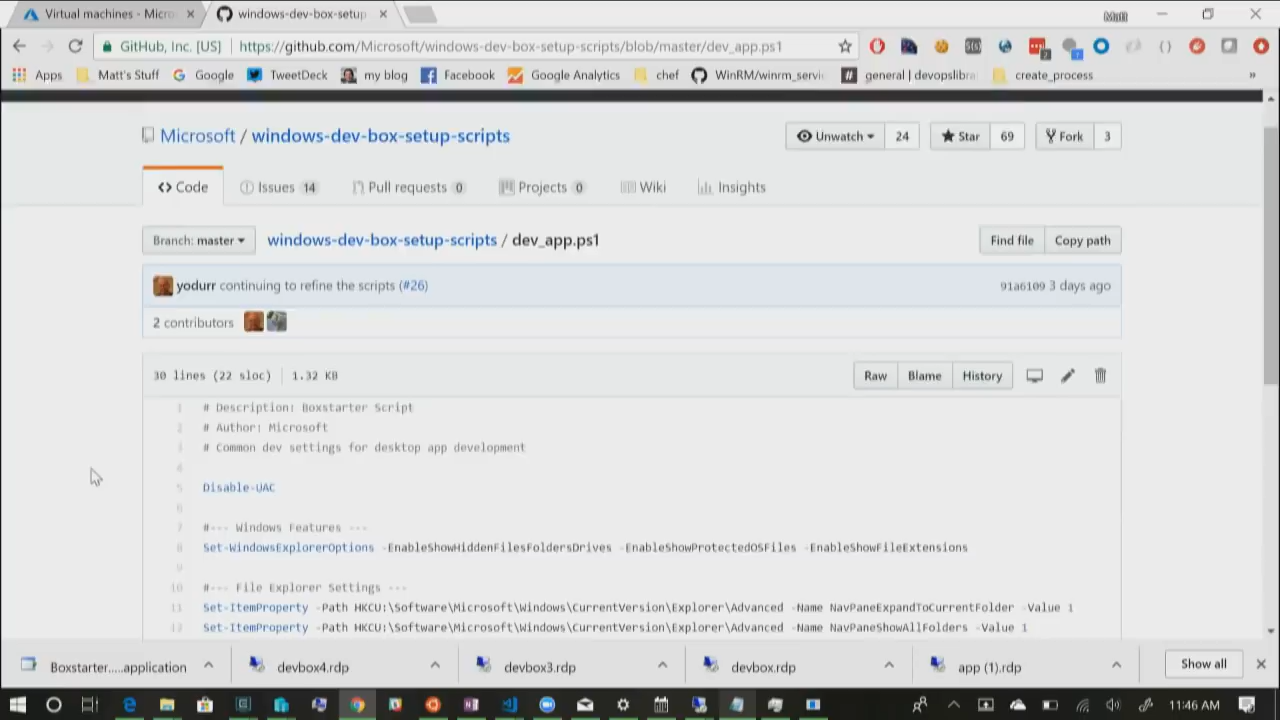 Virtual machines - Micro
windows-dev-box-setup
Matt
GitHub, Inc. [US]
https://github.com/Microsoft/windows-dev-box-setup-scripts/blob/master/dev_app.ps1
Apps
Matt's Stuff
Google
TweetDeck
my blog
Facebook
Google Analytics
chef
WinRM/winrm_servic
general | devopslibra
create_process
»
Microsoft / windows-dev-box-setup-scripts
Unwatch 24
Star 69
Fork 3
<> Code
Issues 14
Pull requests 0
Projects 0
Wiki
Insights
Branch: master
windows-dev-box-setup-scripts / dev_app.ps1
Find file
Copy path
yodurr continuing to refine the scripts (#26)
91a6109 3 days ago
2 contributors
30 lines (22 sloc) 1.32 KB
Raw
Blame
History
1 # Description: Boxstarter Script
2 # Author: Microsoft
3 # Common dev settings for desktop app development
4
5 Disable-UAC
6
7 #--- Windows Features ---
8 Set-WindowsExplorerOptions -EnableShowHiddenFilesFoldersDrives -EnableShowProtectedOSFiles -EnableShowFileExtensions
9
10 #--- File Explorer Settings ---
11 Set-ItemProperty -Path HKCU:\Software\Microsoft\Windows\CurrentVersion\Explorer\Advanced -Name NavPaneExpandToCurrentFolder -Value 1
12 Set-ItemProperty -Path HKCU:\Software\Microsoft\Windows\CurrentVersion\Explorer\Advanced -Name NavPaneShowAllFolders -Value 1
Boxstarter.....application
devbox4.rdp
devbox3.rdp
devbox.rdp
app (1).rdp
Show all
11:46 AM